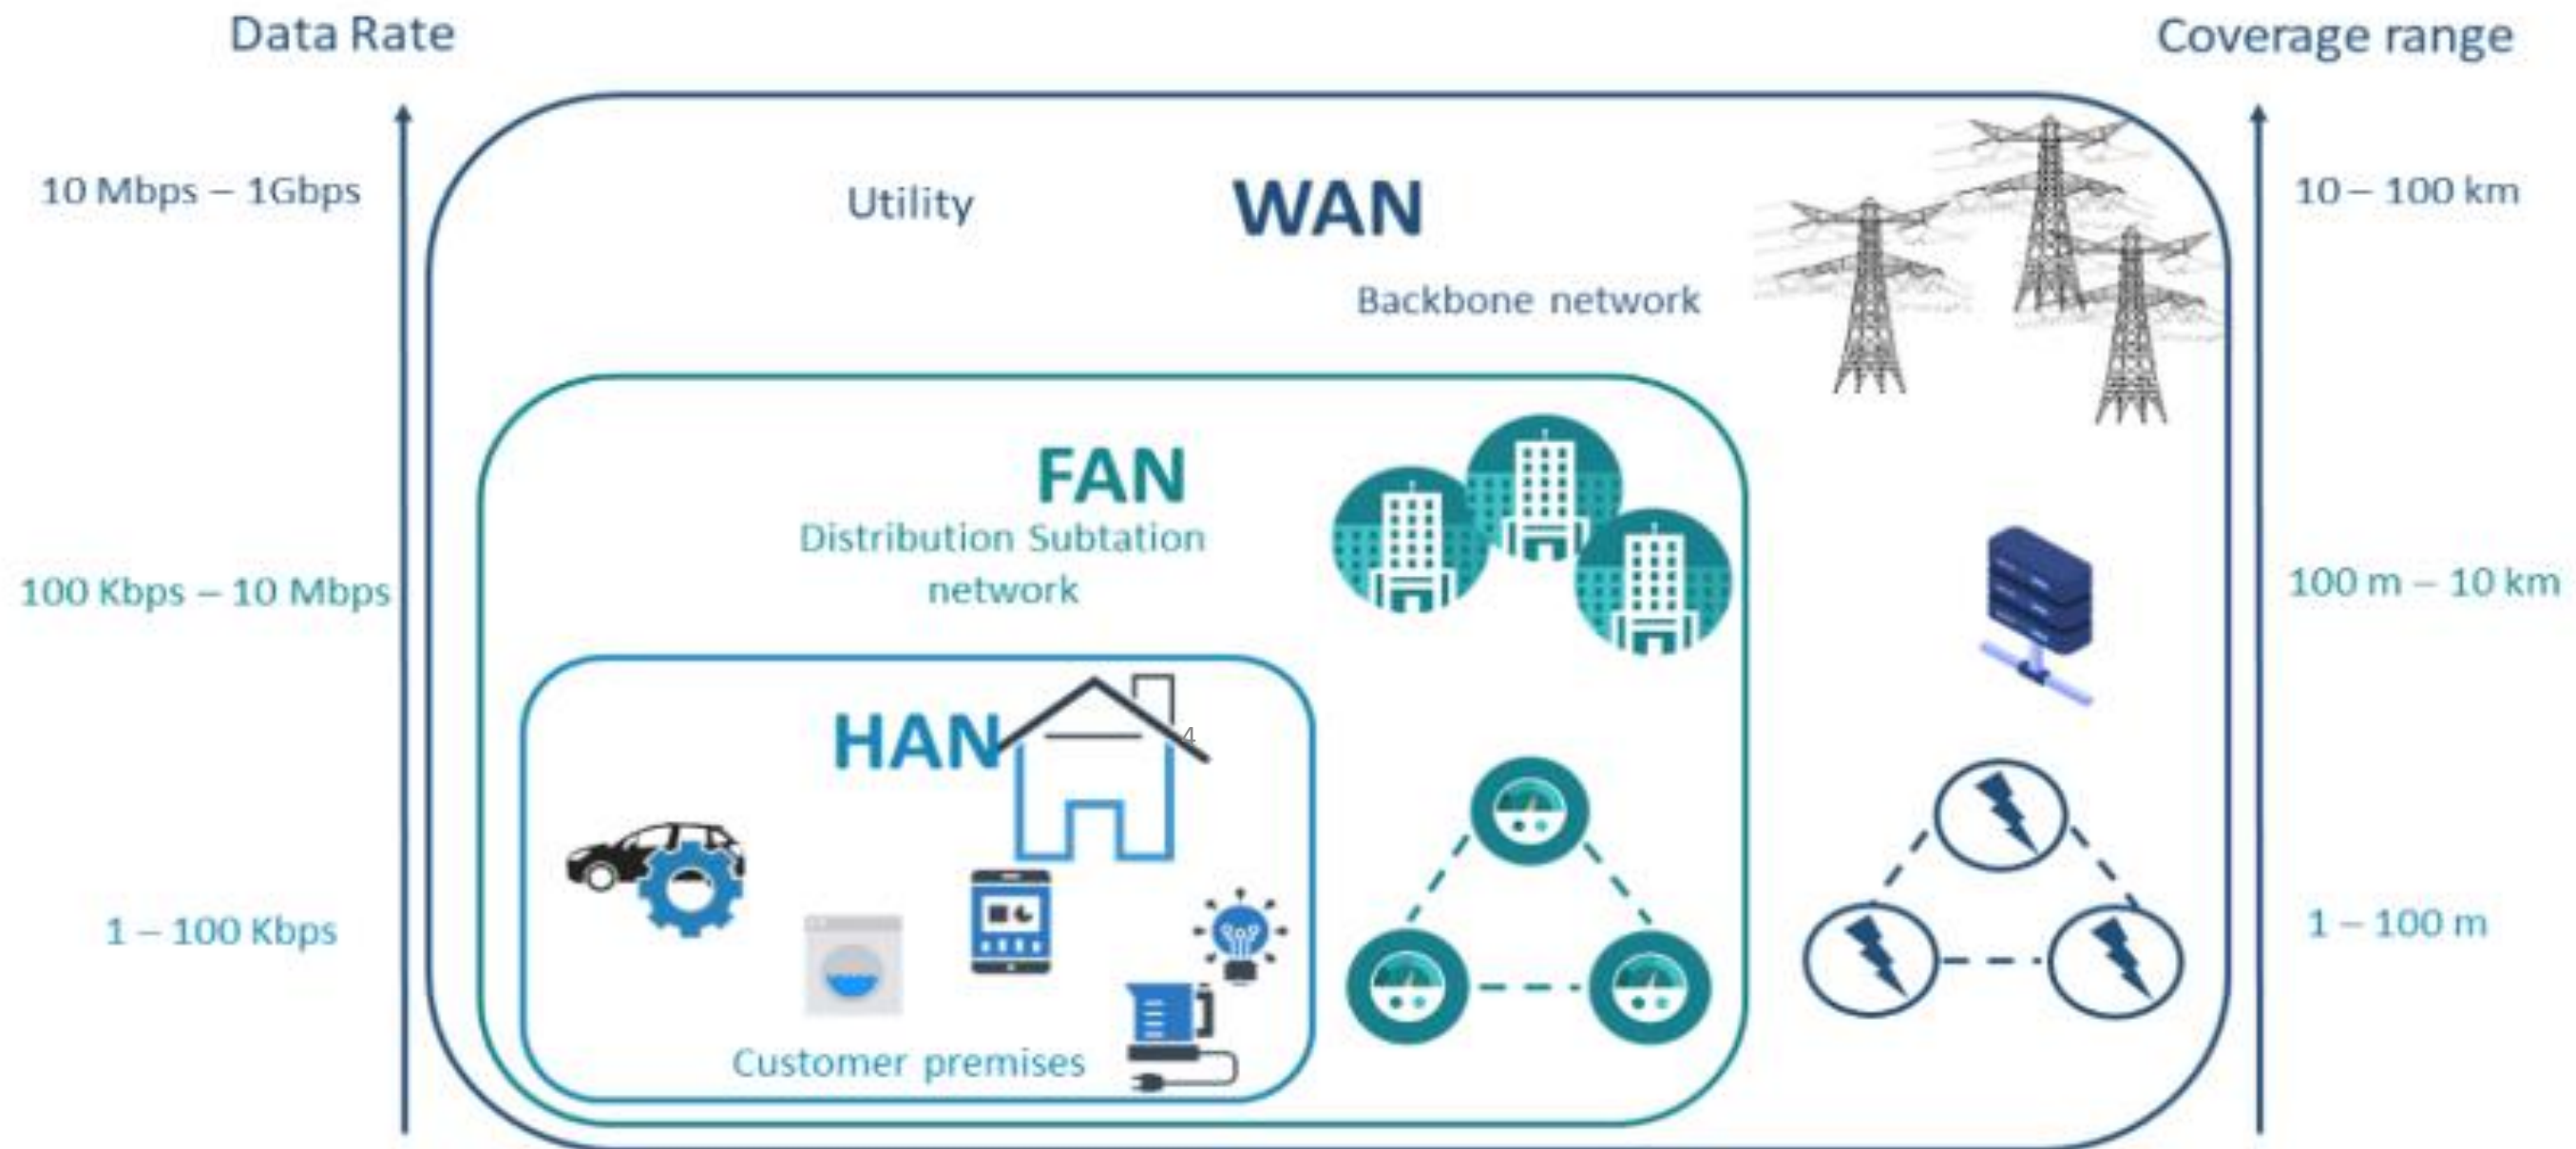 Data Rate
Coverage range
10 Mbps – 1Gbps
Utility
WAN
10 – 100 km
Backbone network
FAN
Distribution Subtation
network
100 Kbps – 10 Mbps
100 m – 10 km
HAN
4
1 – 100 Kbps
1 – 100 m
Customer premises